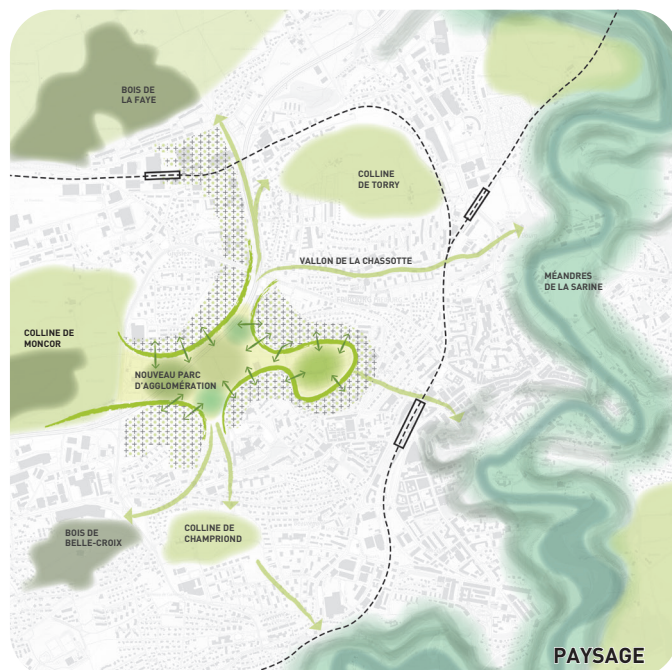 BOIS DE
LA FAYE
COLLINE
DE TORRY
VALLON DE LA CHASSOTTE
MÉANDRES
DE LA SARINE
COLLINE DE
MONCOR
NOUVEAU PARC
D'AGGLOMÉRATION
BOIS DE
BELLE-CROIX
COLLINE DE
CHAMPRIOND
PAYSAGE